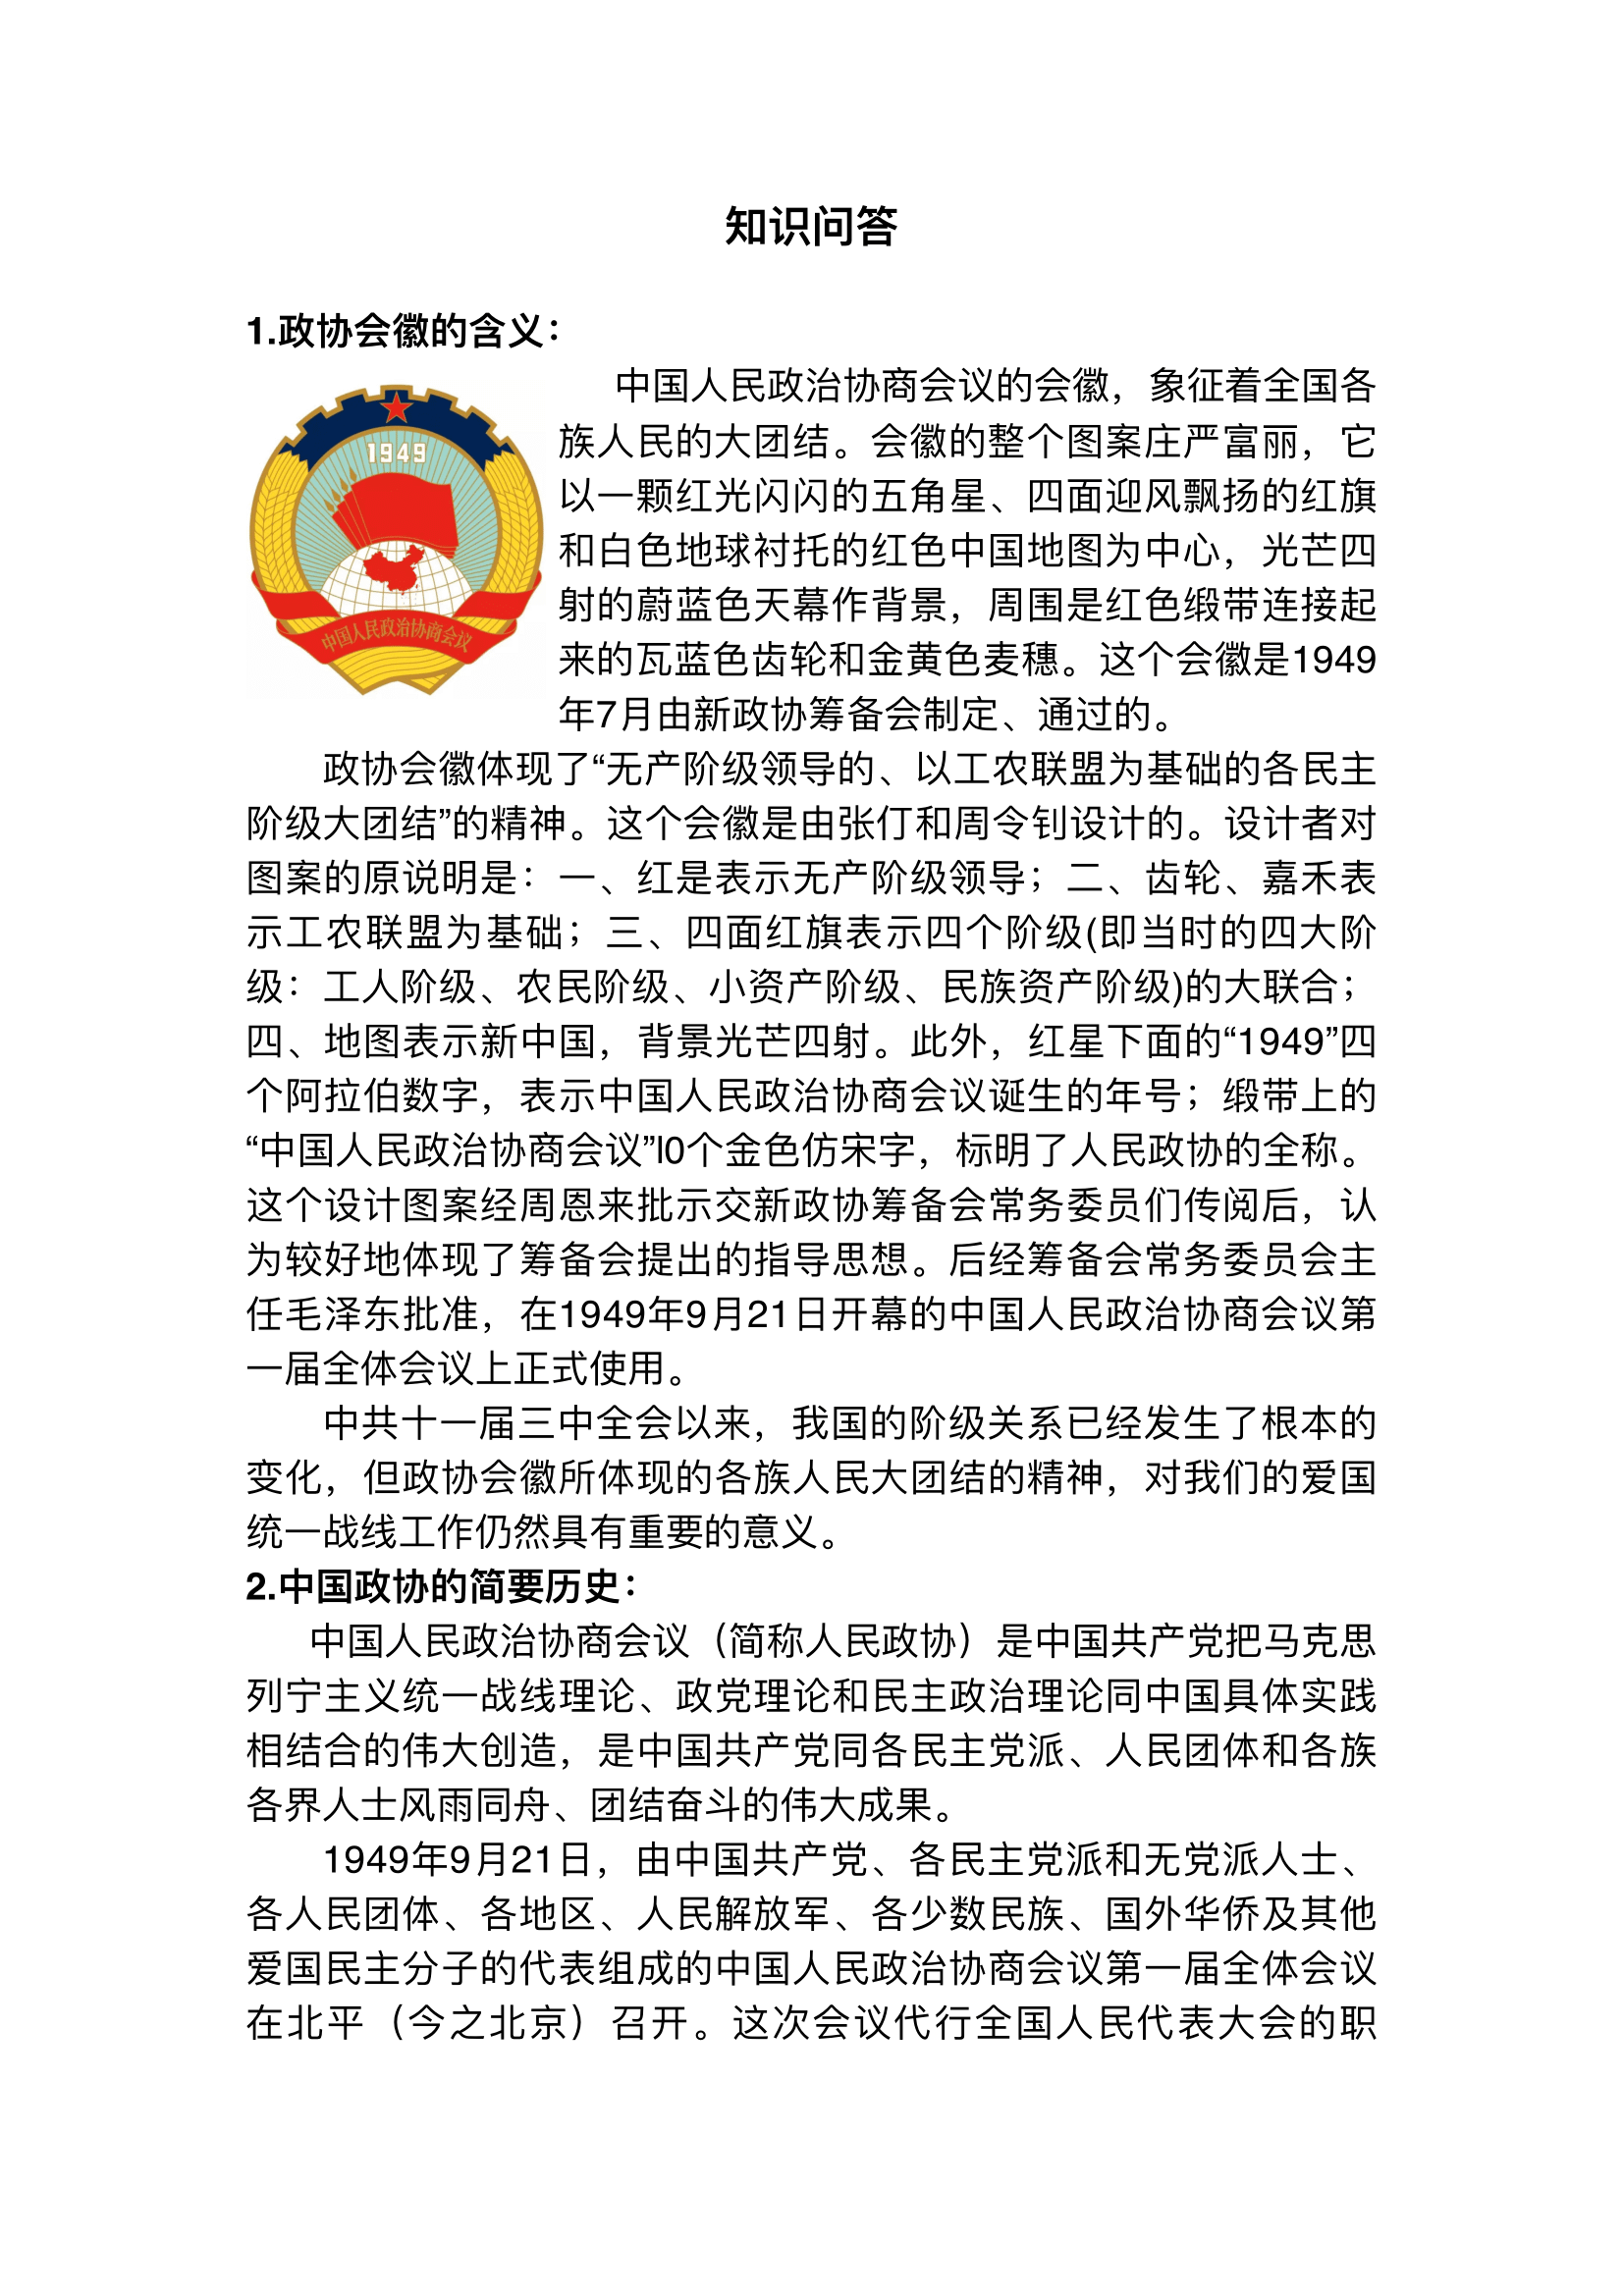 知识问答
1.政协会徽的含义：
1949
中国人民政治协商会议
中国人民政治协商会议的会徽，象征着全国各
族人民的大团结。会徽的整个图案庄严富丽，它
以一颗红光闪闪的五角星、四面迎风飘扬的红旗
和白色地球衬托的红色中国地图为中心，光芒四
射的蔚蓝色天幕作背景，周围是红色缎带连接起
来的瓦蓝色齿轮和金黄色麦穗。这个会徽是1949
年7月由新政协筹备会制定、通过的。
政协会徽体现了“无产阶级领导的、以工农联盟为基础的各民主
阶级大团结”的精神。这个会徽是由张仃和周令钊设计的。设计者对
图案的原说明是：一、红是表示无产阶级领导；二、齿轮、嘉禾表
示工农联盟为基础；三、四面红旗表示四个阶级(即当时的四大阶
级：工人阶级、农民阶级、小资产阶级、民族资产阶级)的大联合；
四、地图表示新中国，背景光芒四射。此外，红星下面的“1949”四
个阿拉伯数字，表示中国人民政治协商会议诞生的年号；缎带上的
“中国人民政治协商会议”l0个金色仿宋字，标明了人民政协的全称。
这个设计图案经周恩来批示交新政协筹备会常务委员们传阅后，认
为较好地体现了筹备会提出的指导思想。后经筹备会常务委员会主
任毛泽东批准，在1949年9月21日开幕的中国人民政治协商会议第
一届全体会议上正式使用。
中共十一届三中全会以来，我国的阶级关系已经发生了根本的
变化，但政协会徽所体现的各族人民大团结的精神，对我们的爱国
统一战线工作仍然具有重要的意义。
2.中国政协的简要历史：
中国人民政治协商会议（简称人民政协）是中国共产党把马克思
列宁主义统一战线理论、政党理论和民主政治理论同中国具体实践
相结合的伟大创造，是中国共产党同各民主党派、人民团体和各族
各界人士风雨同舟、团结奋斗的伟大成果。
1949年9月21日，由中国共产党、各民主党派和无党派人士、
各人民团体、各地区、人民解放军、各少数民族、国外华侨及其他
爱国民主分子的代表组成的中国人民政治协商会议第一届全体会议
在北平（今之北京）召开。这次会议代行全国人民代表大会的职